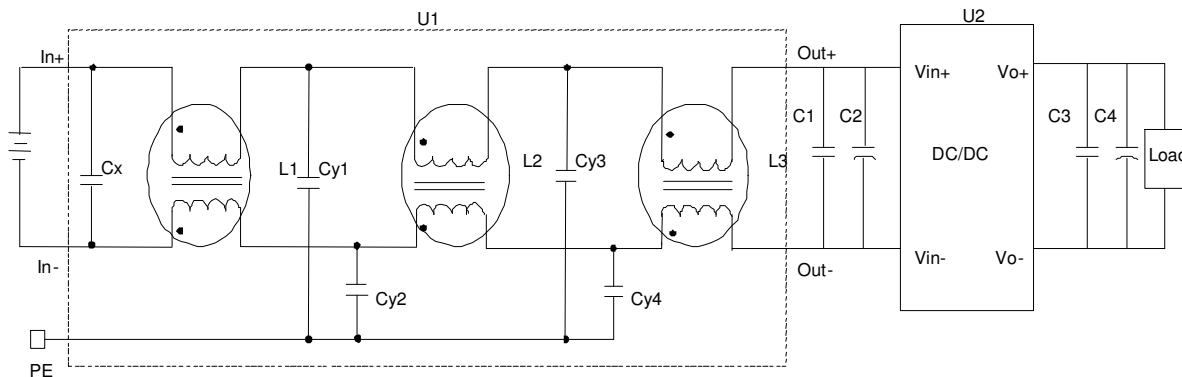 U1
U2
In+
Out+
Vin+
Vo+
C1
C2
C3
C4
Cx
L1
Cy1
L2
Cy3
L3
DC/DC
Load
In-
Out-
Vin-
Vo-
Cy2
Cy4
PE